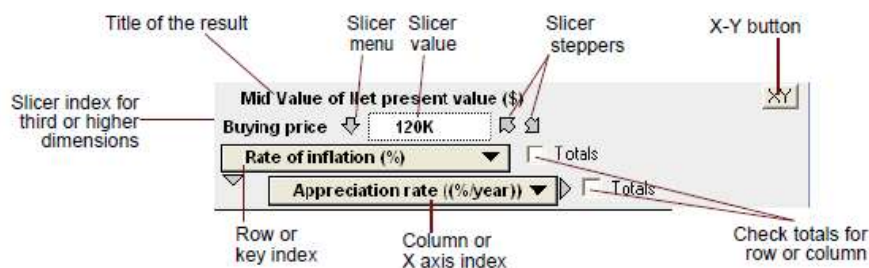 Title of the result
Slicer menu
Slicer value
Slicer steppers
X-Y button
Mid Value of Net present value ($)
XY
Slicer index for third or higher dimensions
Buying price
120K
Rate of inflation (%)
Totals
Appreciation rate ((%/year))
Totals
Row or key index
Column or X axis index
Check totals for row or column